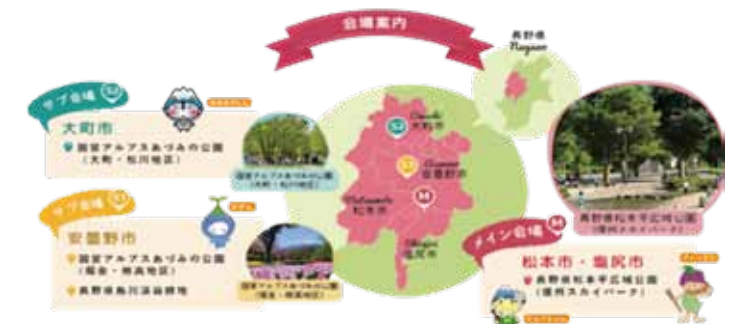 会場案内
長野県
Nagano
サブ会場 S2
大町市
国営アルプスあづみの公園
(大町・松川地区)
国営アルプスあづみの公園
(大町・松川地区)
S2
Omachi
大町市
S1
Azumino
安曇野市
Matsumoto
松本市
M
Shiojiri
塩尻市
サブ会場 S1
安曇野市
国営アルプスあづみの公園
(堀金・穂高地区)
長野県烏川渓谷緑地
国営アルプスあづみの公園
(堀金・穂高地区)
長野県松本平広域公園
(信州スカイパーク)
メイン会場 M
松本市・塩尻市
長野県松本平広域公園
(信州スカイパーク)